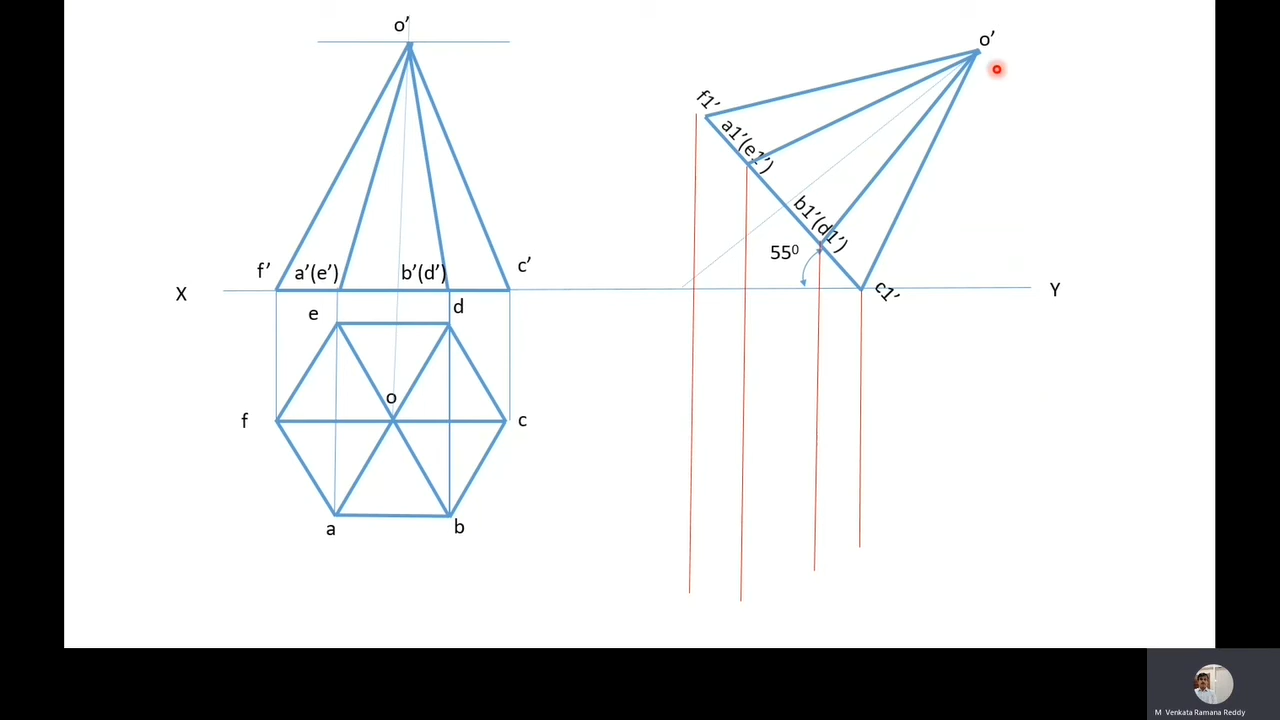 o’
o’
f1’
a1’(e1’)
b1’(d1’)
55⁰
f’
a’(e’)
b’(d’)
c’
X
c1’
Y
e
d
o
f
c
a
b
M Venkata Ramana Reddy